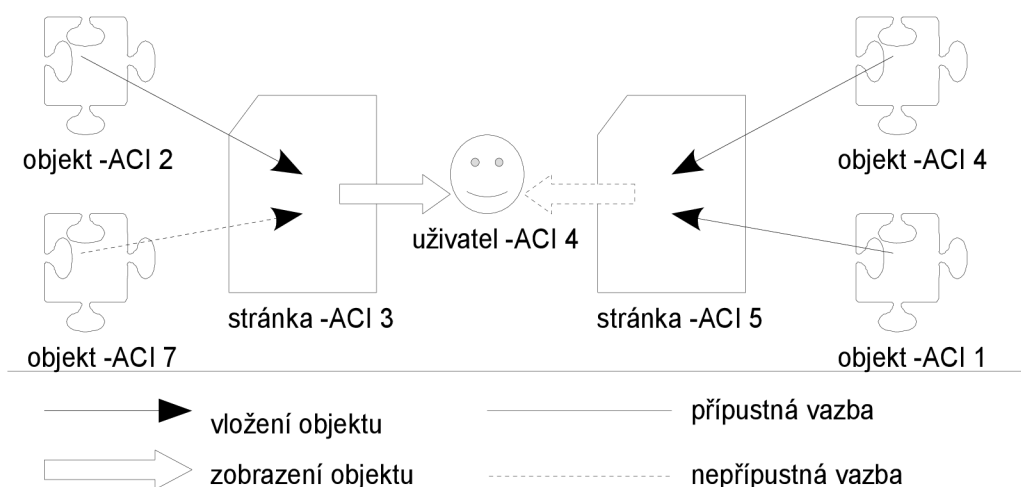 objekt -ACI 2
objekt -ACI 4
uživatel -ACI 4
stránka -ACI 3
stránka -ACI 5
objekt -ACI 7
objekt -ACI 1
vložení objektu
přípustná vazba
zobrazení objektu
nepřípustná vazba